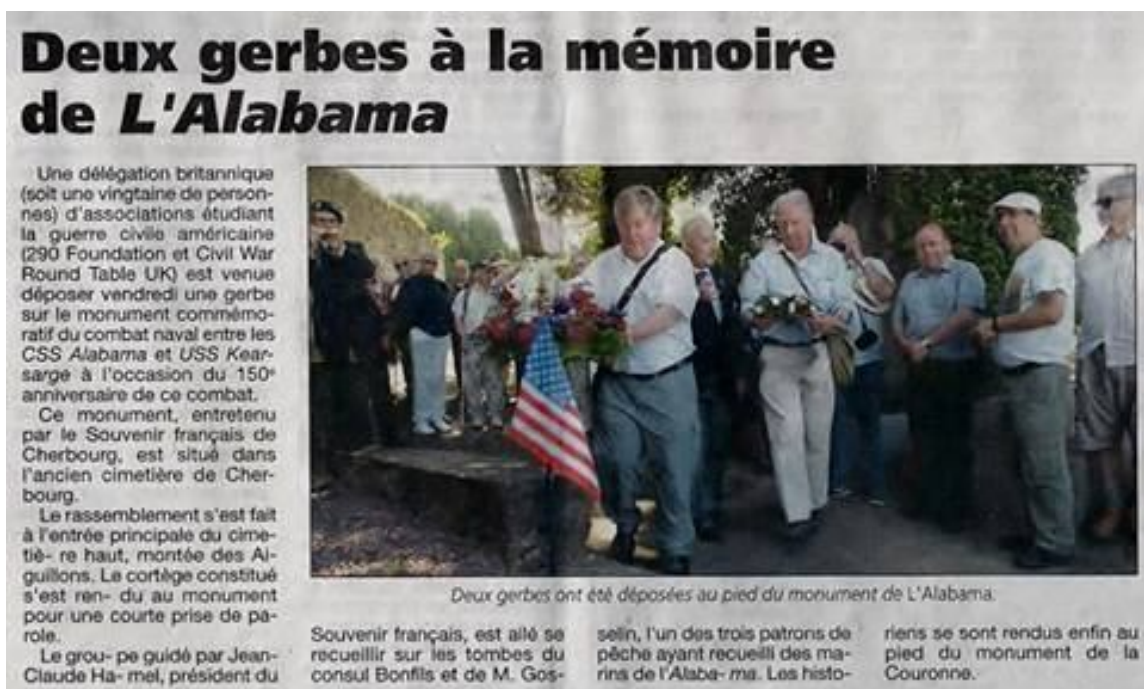 Deux gerbes à la mémoire
de L'Alabama
Une délégation britannique
(soit une vingtaine de person-
nes) d'associations étudiant
la guerre civile américaine
(290 Foundation et Civil War
Round Table UK) est venue
déposer vendredi une gerbe
sur le monument commémo-
ratif du combat naval entre les
CSS Alabama et USS Kear-
sarge à l'occasion du 150e
anniversaire de ce combat.
Ce monument, entretenu
par le Souvenir français de
Cherbourg, est situé dans
l'ancien cimetière de Cher-
bourg.
Le rassemblement s'est fait
à l'entrée principale du cime-
tiè- re haut, montée des Ai-
guillons. Le cortège constitué
s'est ren- du au monument
pour une courte prise de pa-
role.
Le grou- pe guidé par Jean-
Claude Ha- mel, président du
Deux gerbes ont été déposées au pied du monument de L'Alabama.
Souvenir français, est allé se
recueillir sur les tombes du
consul Bonfils et de M. Gos-
selin, l'un des trois patrons de
pêche ayant recueilli des ma-
rins de l'Alaba- ma. Les histo-
riens se sont rendus enfin au
pied du monument de la
Couronne.